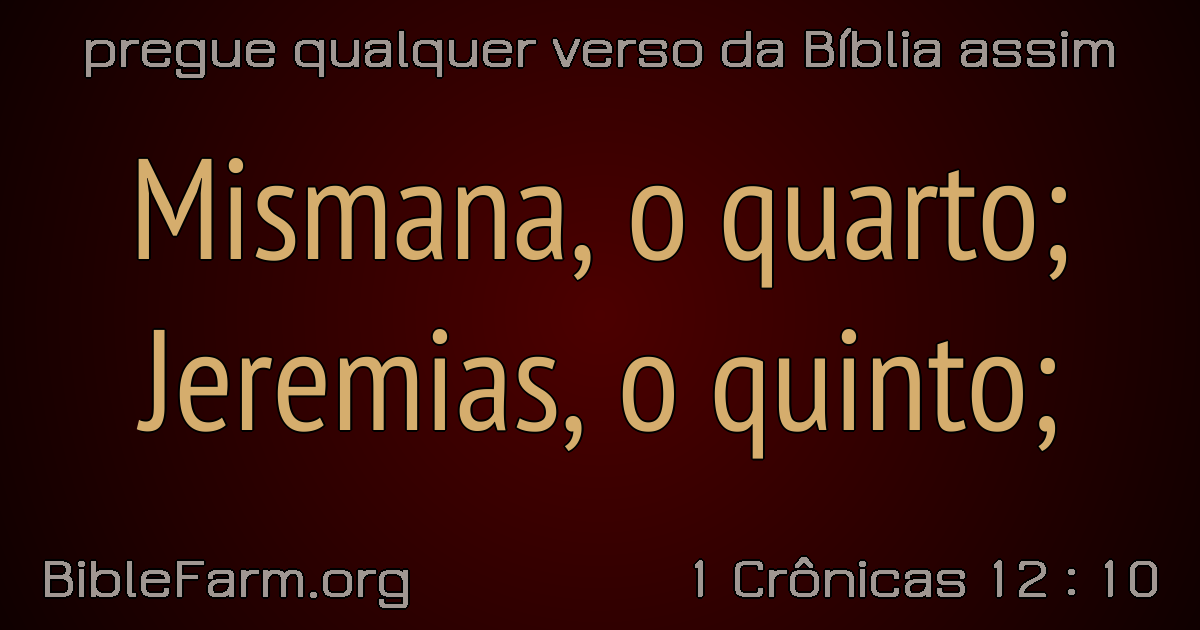 pregue qualquer verso da Bíblia assim
Mismana, o quarto;
Jeremias, o quinto;
BibleFarm.org
1 Crônicas 12 : 10